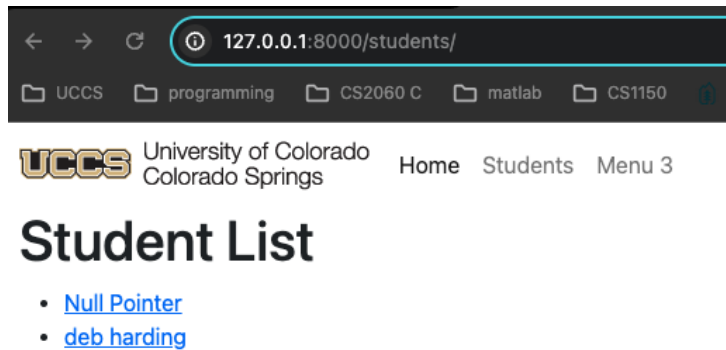 127.0.0.1:8000/students/
UCCS programming CS2060 C matlab CS1150
UCCS University of Colorado Colorado Springs Home Students Menu 3
Student List
• Null Pointer
• deb harding